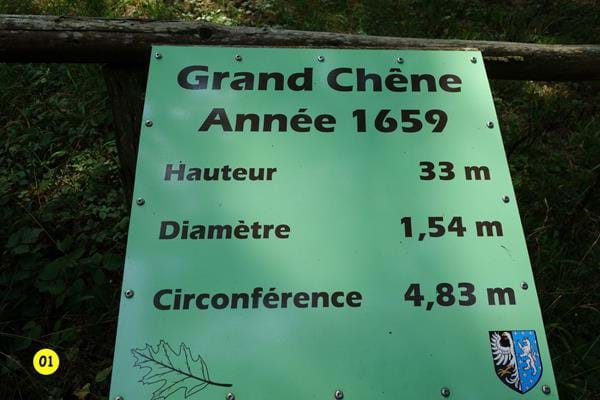 Grand Chêne
Année 1659
Hauteur 33 m
Diamètre 1,54 m
Circonférence 4,83 m
01